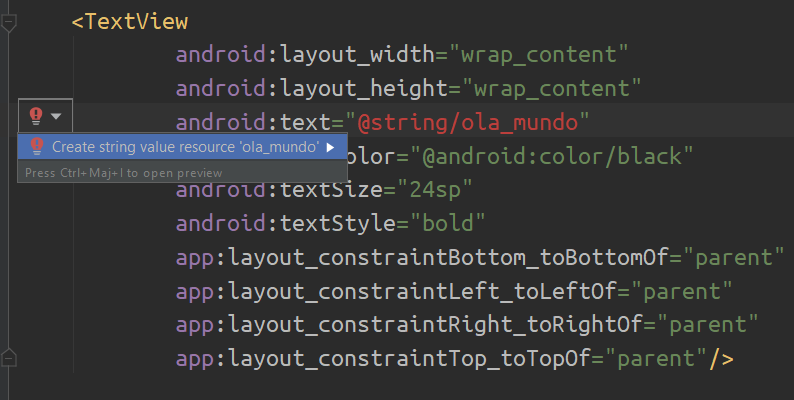 <TextView
android:layout_width="wrap_content"
android:layout_height="wrap_content"
android:text="@string/ola_mundo"
Create string value resource 'ola_mundo'
olor="@android:color/black"
Press Ctrl+Maj+I to open preview
android:textSize="24sp"
android:textStyle="bold"
app:layout_constraintBottom_toBottomOf="parent"
app:layout_constraintLeft_toLeftOf="parent"
app:layout_constraintRight_toRightOf="parent"
app:layout_constraintTop_toTopOf="parent"/>